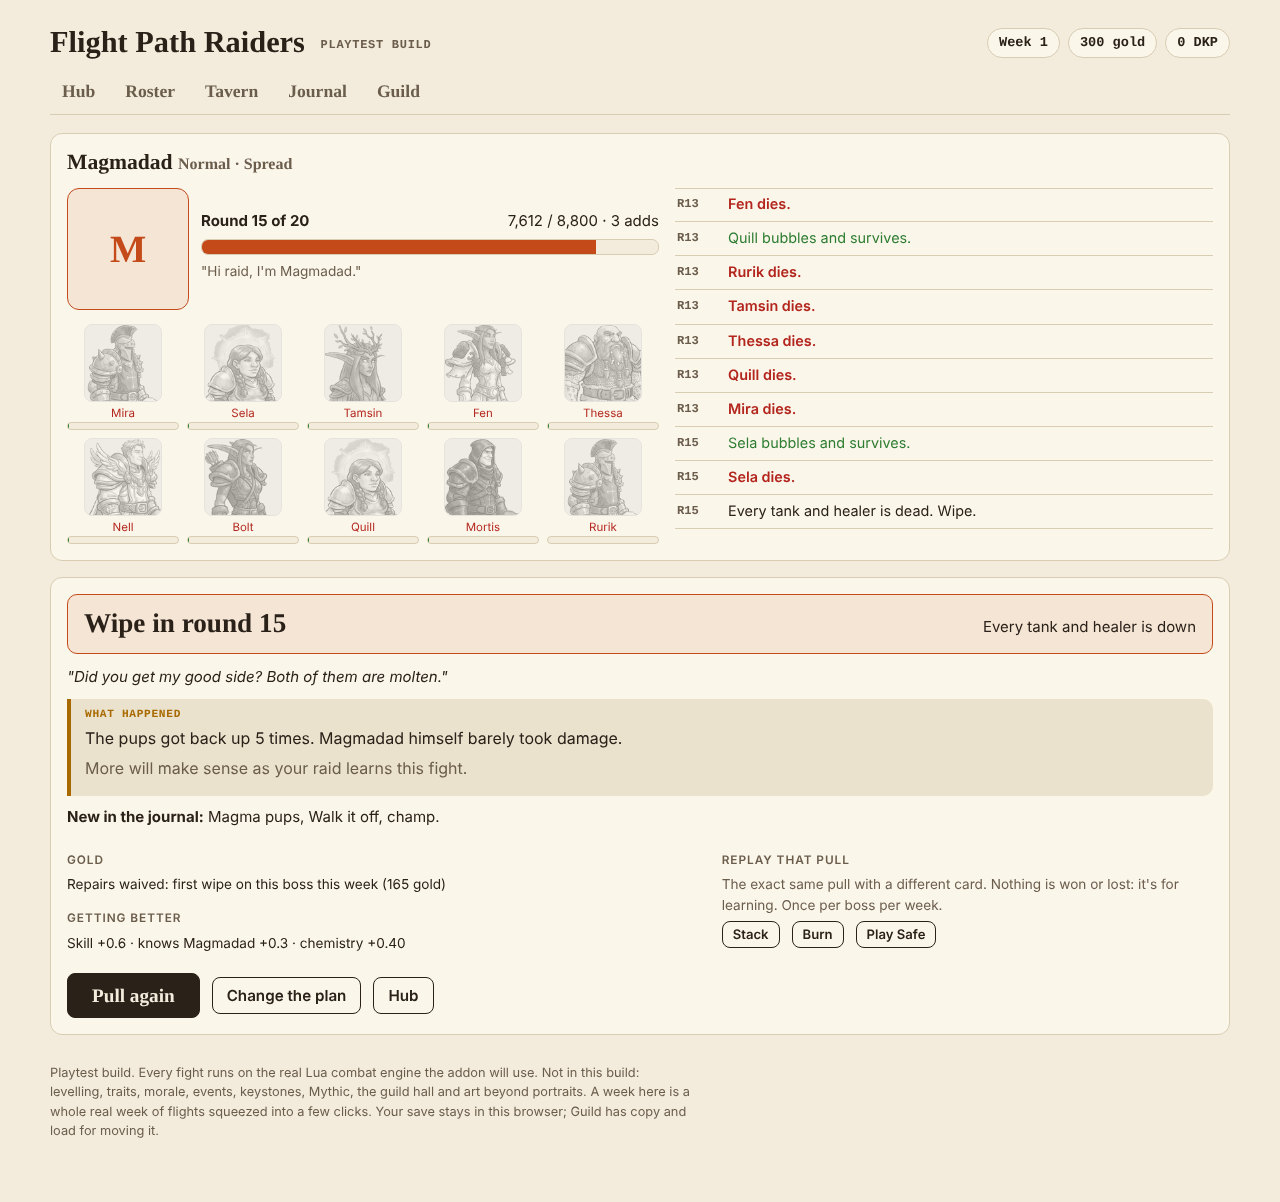 Flight Path Raiders PLAYTEST BUILD
Week 1 300 gold 0 DKP
Hub Roster Tavern Journal Guild
Magmadad Normal · Spread
M
Round 15 of 20 7,612 / 8,800 · 3 adds
"Hi raid, I'm Magmadad."
Mira Sela Tamsin Fen Thessa
Nell Bolt Quill Mortis Rurik
R13 Fen dies.
R13 Quill bubbles and survives.
R13 Rurik dies.
R13 Tamsin dies.
R13 Thessa dies.
R13 Quill dies.
R13 Mira dies.
R15 Sela bubbles and survives.
R15 Sela dies.
R15 Every tank and healer is dead. Wipe.
Wipe in round 15 Every tank and healer is down
"Did you get my good side? Both of them are molten."
WHAT HAPPENED
The pups got back up 5 times. Magmadad himself barely took damage.
More will make sense as your raid learns this fight.
New in the journal: Magma pups, Walk it off, champ.
GOLD
Repairs waived: first wipe on this boss this week (165 gold)
GETTING BETTER
Skill +0.6 · knows Magmadad +0.3 · chemistry +0.40
REPLAY THAT PULL
The exact same pull with a different card. Nothing is won or lost: it's for
learning. Once per boss per week.
Stack Burn Play Safe
Pull again Change the plan Hub
Playtest build. Every fight runs on the real Lua combat engine the addon will use. Not in this build:
levelling, traits, morale, events, keystones, Mythic, the guild hall and art beyond portraits. A week here is a
whole real week of flights squeezed into a few clicks. Your save stays in this browser; Guild has copy and
load for moving it.